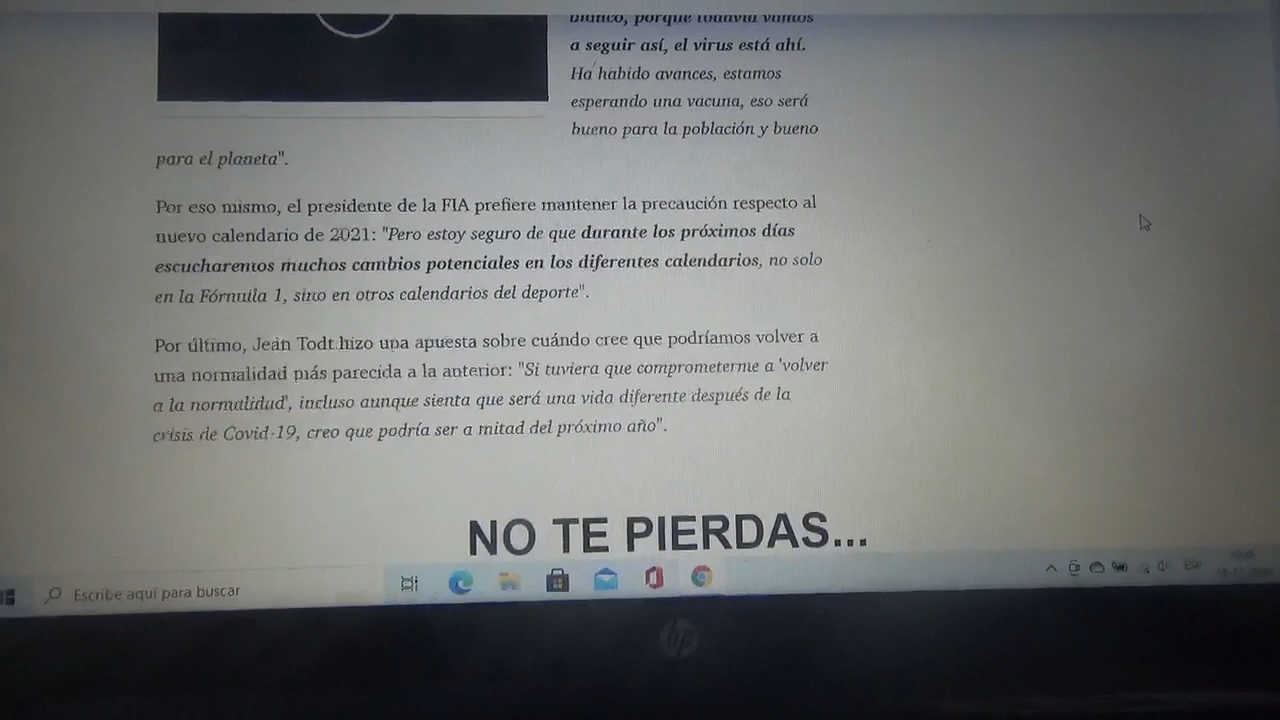 blanco, porque todavía vamos
a seguir así, el virus está ahí.
Ha habido avances, estamos
esperando una vacuna, eso será
bueno para la población y bueno
para el planeta".
Por eso mismo, el presidente de la FIA prefiere mantener la precaución respecto al
nuevo calendario de 2021: "Pero estoy seguro de que durante los próximos días
escucharemos muchos cambios potenciales en los diferentes calendarios, no solo
en la Fórmula 1, sino en otros calendarios del deporte".
Por último, Jean Todt hizo una apuesta sobre cuándo cree que podríamos volver a
una normalidad más parecida a la anterior: "Si tuviera que comprometerme a 'volver
a la normalidad', incluso aunque sienta que será una vida diferente después de la
crisis de Covid-19, creo que podría ser a mitad del próximo año".
NO TE PIERDAS...
Escribe aquí para buscar
ESP
hp